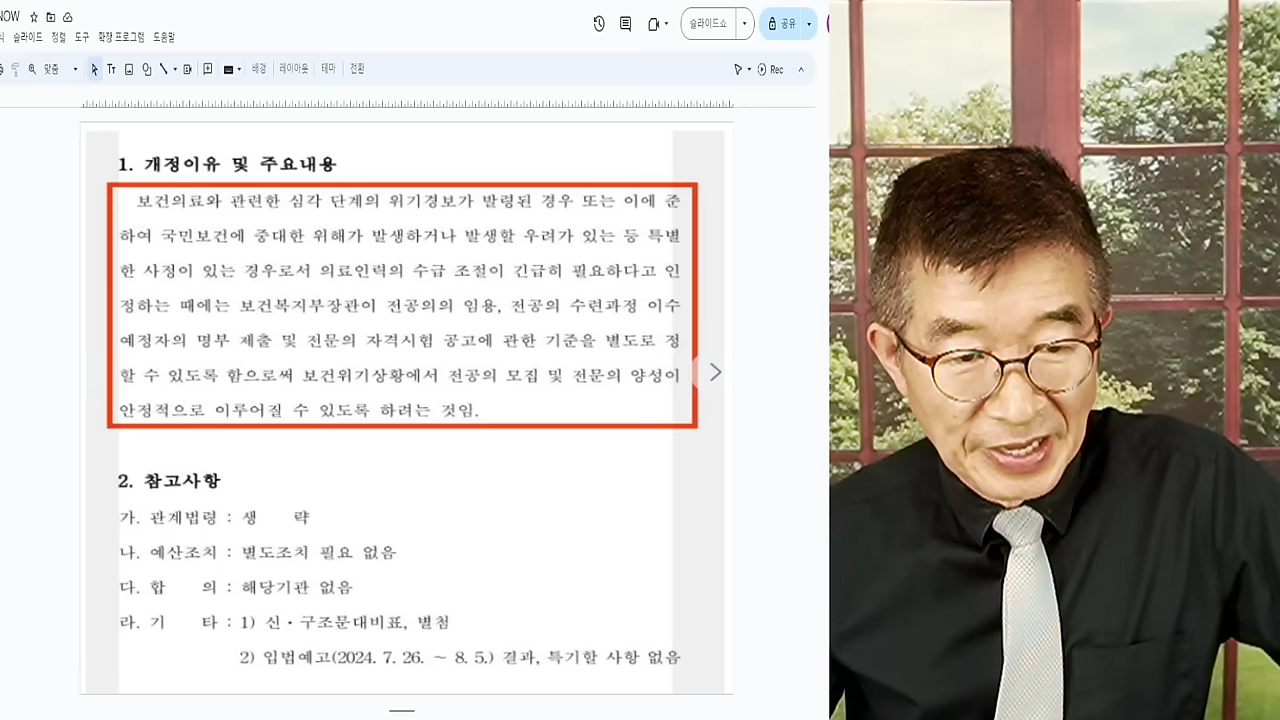 NOW
슬라이드 정렬 도구 확장 프로그램 도움말
슬라이드쇼
공유
맞춤
Tr
배경
레이아웃
테마
전환
Rec
1. 개정이유 및 주요내용
보건의료와 관련한 심각 단계의 위기경보가 발령된 경우 또는 이에 준
하여 국민보건에 중대한 위해가 발생하거나 발생할 우려가 있는 등 특별
한 사정이 있는 경우로서 의료인력의 수급 조절이 긴급히 필요하다고 인
정하는 때에는 보건복지부장관이 전공의의 임용, 전공의 수련과정 이수
예정자의 명부 제출 및 전문의 자격시험 공고에 관한 기준을 별도로 정
할 수 있도록 함으로써 보건위기상황에서 전공의 모집 및 전문의 양성이
안정적으로 이루어질 수 있도록 하려는 것임.
2. 참고사항
가. 관계법령 : 생 략
나. 예산조치 : 별도조치 필요 없음
다. 합 의 : 해당기관 없음
라. 기 타 : 1) 신·구조문대비표, 별첨
2) 입법예고(2024. 7. 26. ~ 8. 5.) 결과, 특기할 사항 없음